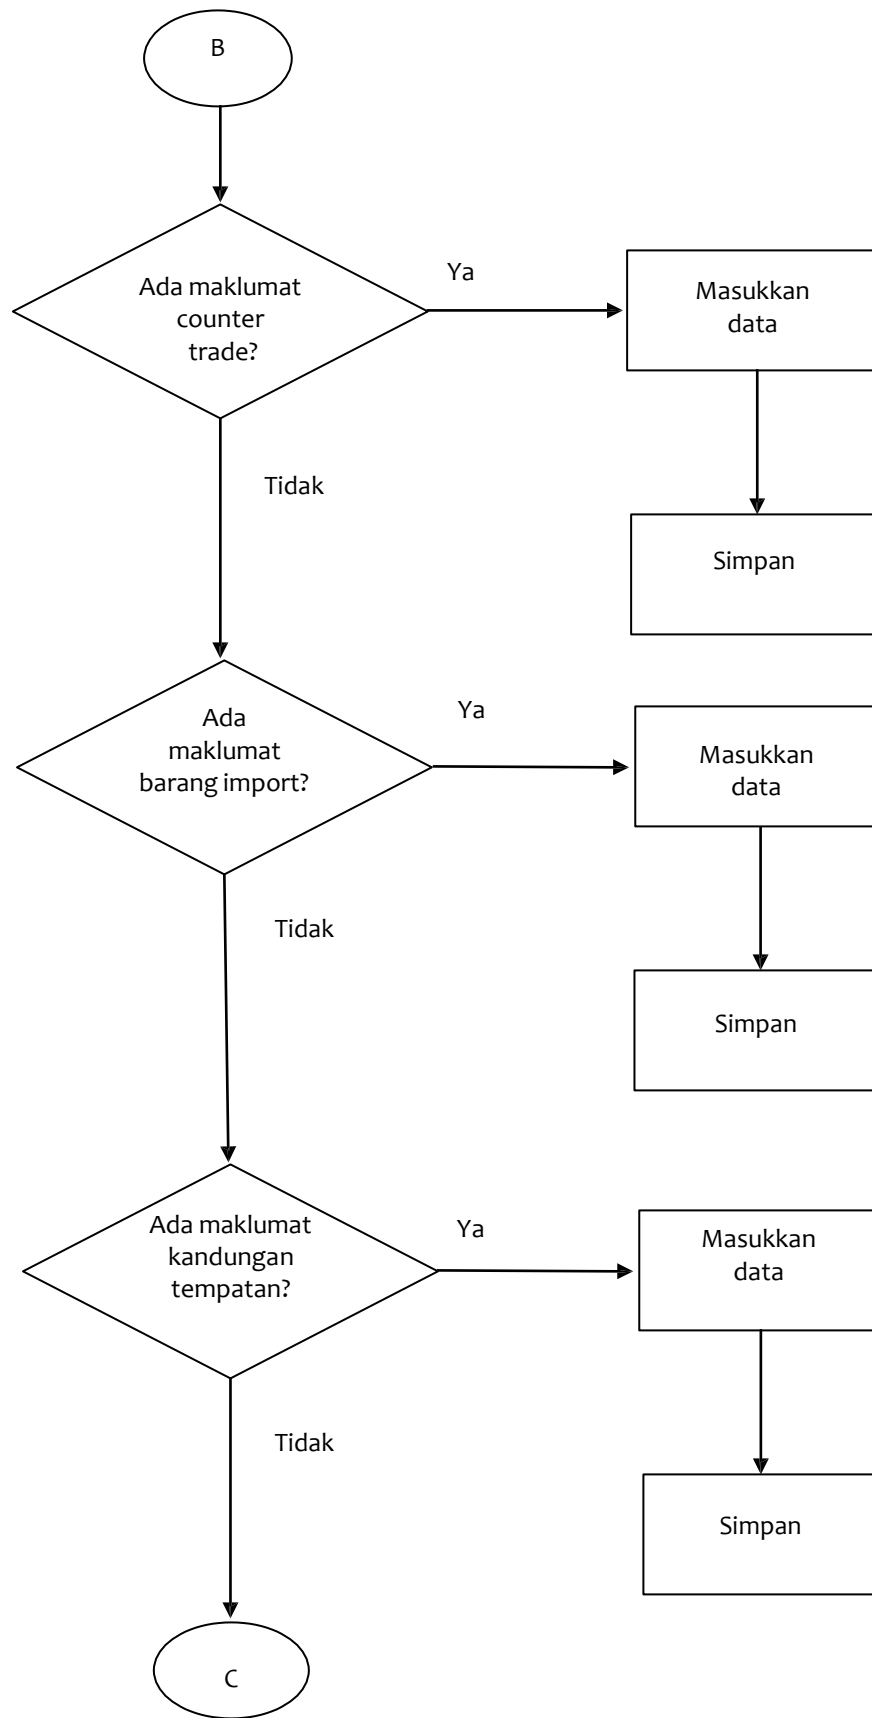 B
Ada maklumat
counter
trade?
Ya
Masukkan
data
Tidak
Simpan
Ada
maklumat
barang import?
Ya
Masukkan
data
Tidak
Simpan
Ada maklumat
kandungan
tempatan?
Ya
Masukkan
data
Tidak
Simpan
C